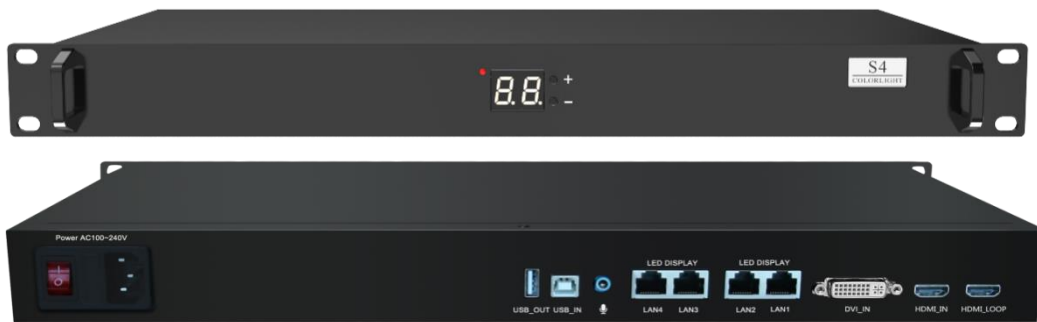 8.8.
+
−
S4
COLORLIGHT
Power AC100~240V
LED DISPLAY
LED DISPLAY
USB_OUT
USB_IN
LAN4
LAN3
LAN2
LAN1
DVI_IN
HDMI_IN
HDMI_LOOP